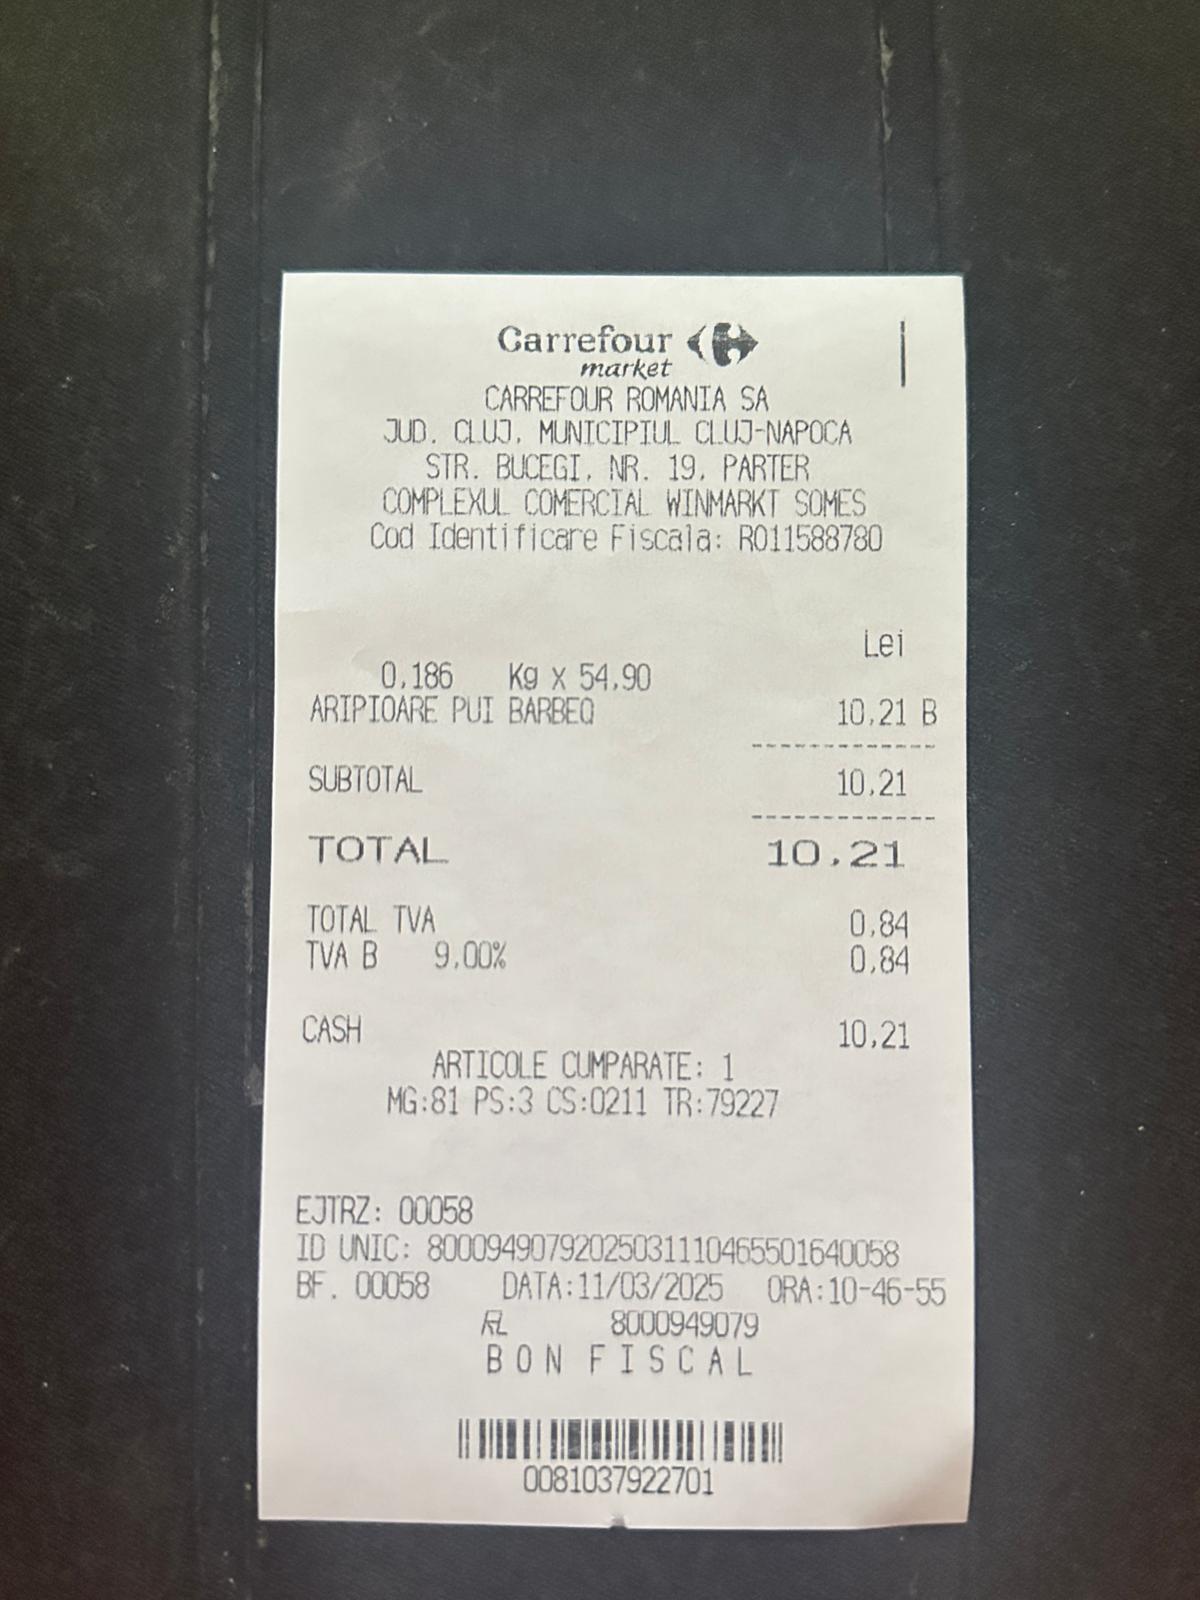 Carrefour
market
CARREFOUR ROMANIA SA
JUD. CLUJ, MUNICIPIUL CLUJ-NAPOCA
STR. BUCEGI, NR. 19, PARTER
COMPLEXUL COMERCIAL WINMARKT SOMES
Cod Identificare Fiscala: RO11588780
Lei
0,186 Kg x 54,90
ARIPIOARE PUI BARBEQ 10,21 B
SUBTOTAL 10,21
TOTAL 10,21
TOTAL TVA 0,84
TVA B 9,00% 0,84
CASH 10,21
ARTICOLE CUMPARATE: 1
MG:81 PS:3 CS:0211 TR:79227
EJTRZ: 00058
ID UNIC: 8000949079202503111046550164​0058
BF. 00058 DATA:11/03/2025 ORA:10-46-55
8000949079
BON FISCAL
0081037922701